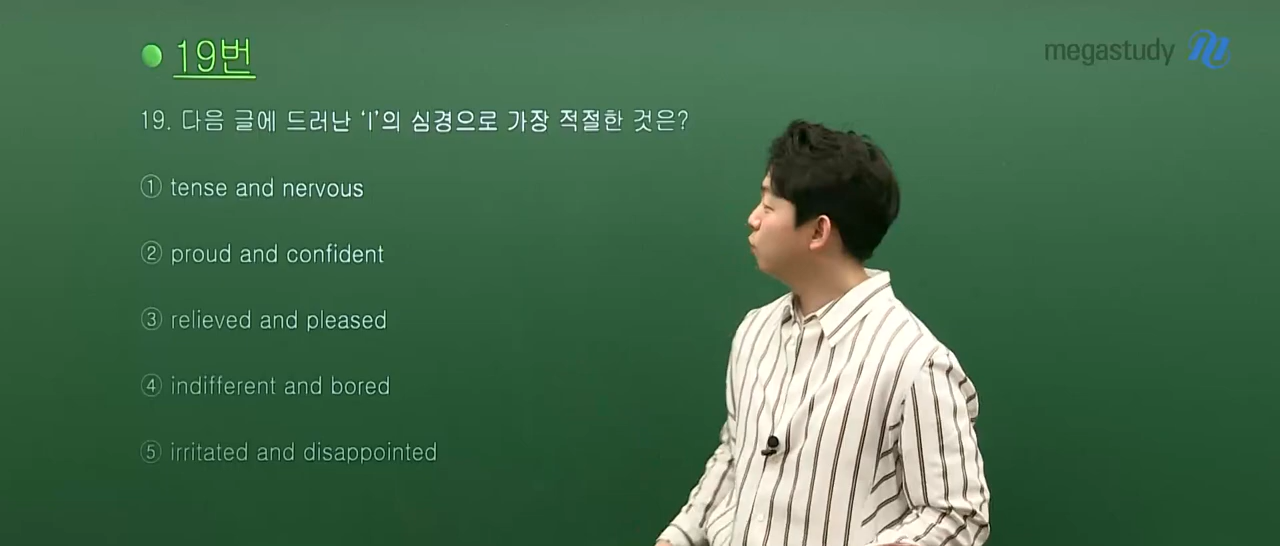 19번
megastudy
19. 다음 글에 드러난 ‘I’의 심경으로 가장 적절한 것은?
① tense and nervous
② proud and confident
③ relieved and pleased
④ indifferent and bored
⑤ irritated and disappointed